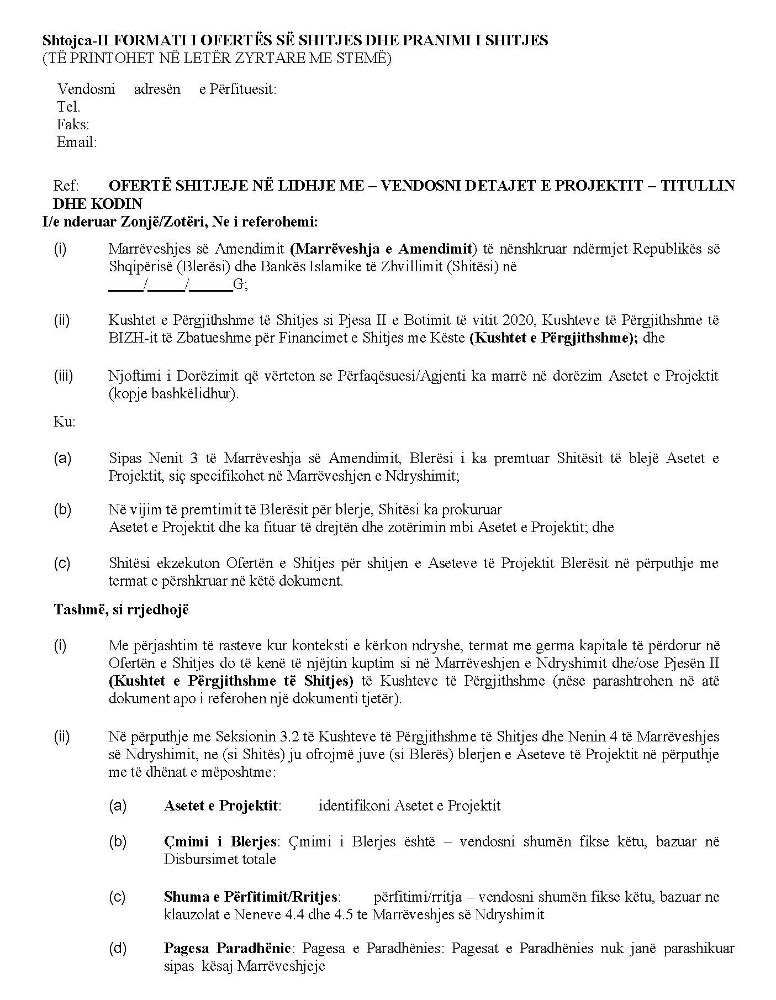 Shtojca-II FORMATI I OFERTËS SË SHITJES DHE PRANIMI I SHITJES
(TË PRINTOHET NË LETËR ZYRTARE ME STEMË)
Vendosni adresën e Përfituesit:
Tel.
Faks:
Email:
Ref: OFERTË SHITJEJE NË LIDHJE ME – VENDOSNI DETAJET E PROJEKTIT – TITULLIN
DHE KODIN
I/e nderuar Zonjë/Zotëri, Ne i referohemi:
(i) Marrëveshjes së Amendimit (Marrëveshja e Amendimit) të nënshkruar ndërmjet Republikës së
Shqipërisë (Blerësi) dhe Bankës Islamike të Zhvillimit (Shitësi) në
____/____/_____G;
(ii) Kushtet e Përgjithshme të Shitjes si Pjesa II e Botimit të vitit 2020, Kushteve të Përgjithshme të
BIZH-it të Zbatueshme për Financimet e Shitjes me Këste (Kushtet e Përgjithshme); dhe
(iii) Njoftimi i Dorëzimit që vërteton se Përfaqësuesi/Agjenti ka marrë në dorëzim Asetet e Projektit
(kopje bashkëlidhur).
Ku:
(a) Sipas Nenit 3 të Marrëveshja së Amendimit, Blerësi i ka premtuar Shitësit të blejë Asetet e
Projektit, siç specifikohet në Marrëveshjen e Ndryshimit;
(b) Në vijim të premtimit të Blerësit për blerje, Shitësi ka prokuruar
Asetet e Projektit dhe ka fituar të drejtën dhe zotërimin mbi Asetet e Projektit; dhe
(c) Shitësi ekzekuton Ofertën e Shitjes për shitjen e Aseteve të Projektit Blerësit në përputhje me
termat e përshkruar në këtë dokument.
Tashmë, si rrjedhojë
(i) Me përjashtim të rasteve kur konteksti e kërkon ndryshe, termat me germa kapitale të përdorur në
Ofertën e Shitjes do të kenë të njëjtin kuptim si në Marrëveshjen e Ndryshimit dhe/ose Pjesën II
(Kushtet e Përgjithshme të Shitjes) të Kushteve të Përgjithshme (nëse parashtrohen në atë
dokument apo i referohen një dokumenti tjetër).
(ii) Në përputhje me Seksionin 3.2 të Kushteve të Përgjithshme të Shitjes dhe Nenin 4 të Marrëveshjes
së Ndryshimit, ne (si Shitës) ju ofrojmë juve (si Blerës) blerjen e Aseteve të Projektit në përputhje
me të dhënat e mëposhtme:
(a) Asetet e Projektit: identifikoni Asetet e Projektit
(b) Çmimi i Blerjes: Çmimi i Blerjes është – vendosni shumën fikse këtu, bazuar në
Disbursimet totale
(c) Shuma e Përfitimit/Rritjes: përfitimi/rritja – vendosni shumën fikse këtu, bazuar ne
klauzolat e Neneve 4.4 dhe 4.5 te Marrëveshjes së Ndryshimit
(d) Pagesa Paradhënie: Pagesa e Paradhënies: Pagesat e Paradhënies nuk janë parashikuar
sipas kësaj Marrëveshjeje